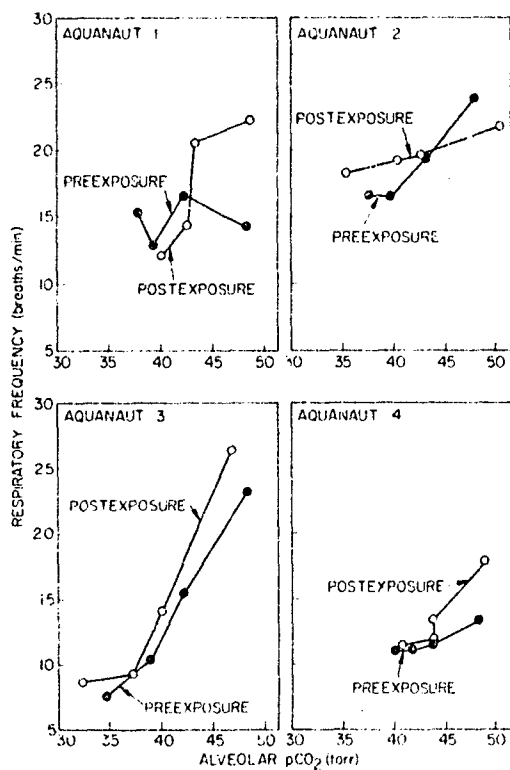 RESPIRATORY FREQUENCY (breaths/min)
AQUANAUT 1
30
25
20
15
10
5
PREEXPOSURE
POSTEXPOSURE
30 35 40 45 50
AQUANAUT 2
POSTEXPOSURE
PREEXPOSURE
30 35 40 45 50
AQUANAUT 3
30
25
20
15
10
5
POSTEXPOSURE
PREEXPOSURE
30 35 40 45 50
AQUANAUT 4
POSTEXPOSURE
PREEXPOSURE
30 35 40 45 50
ALVEOLAR pCO2 (torr)